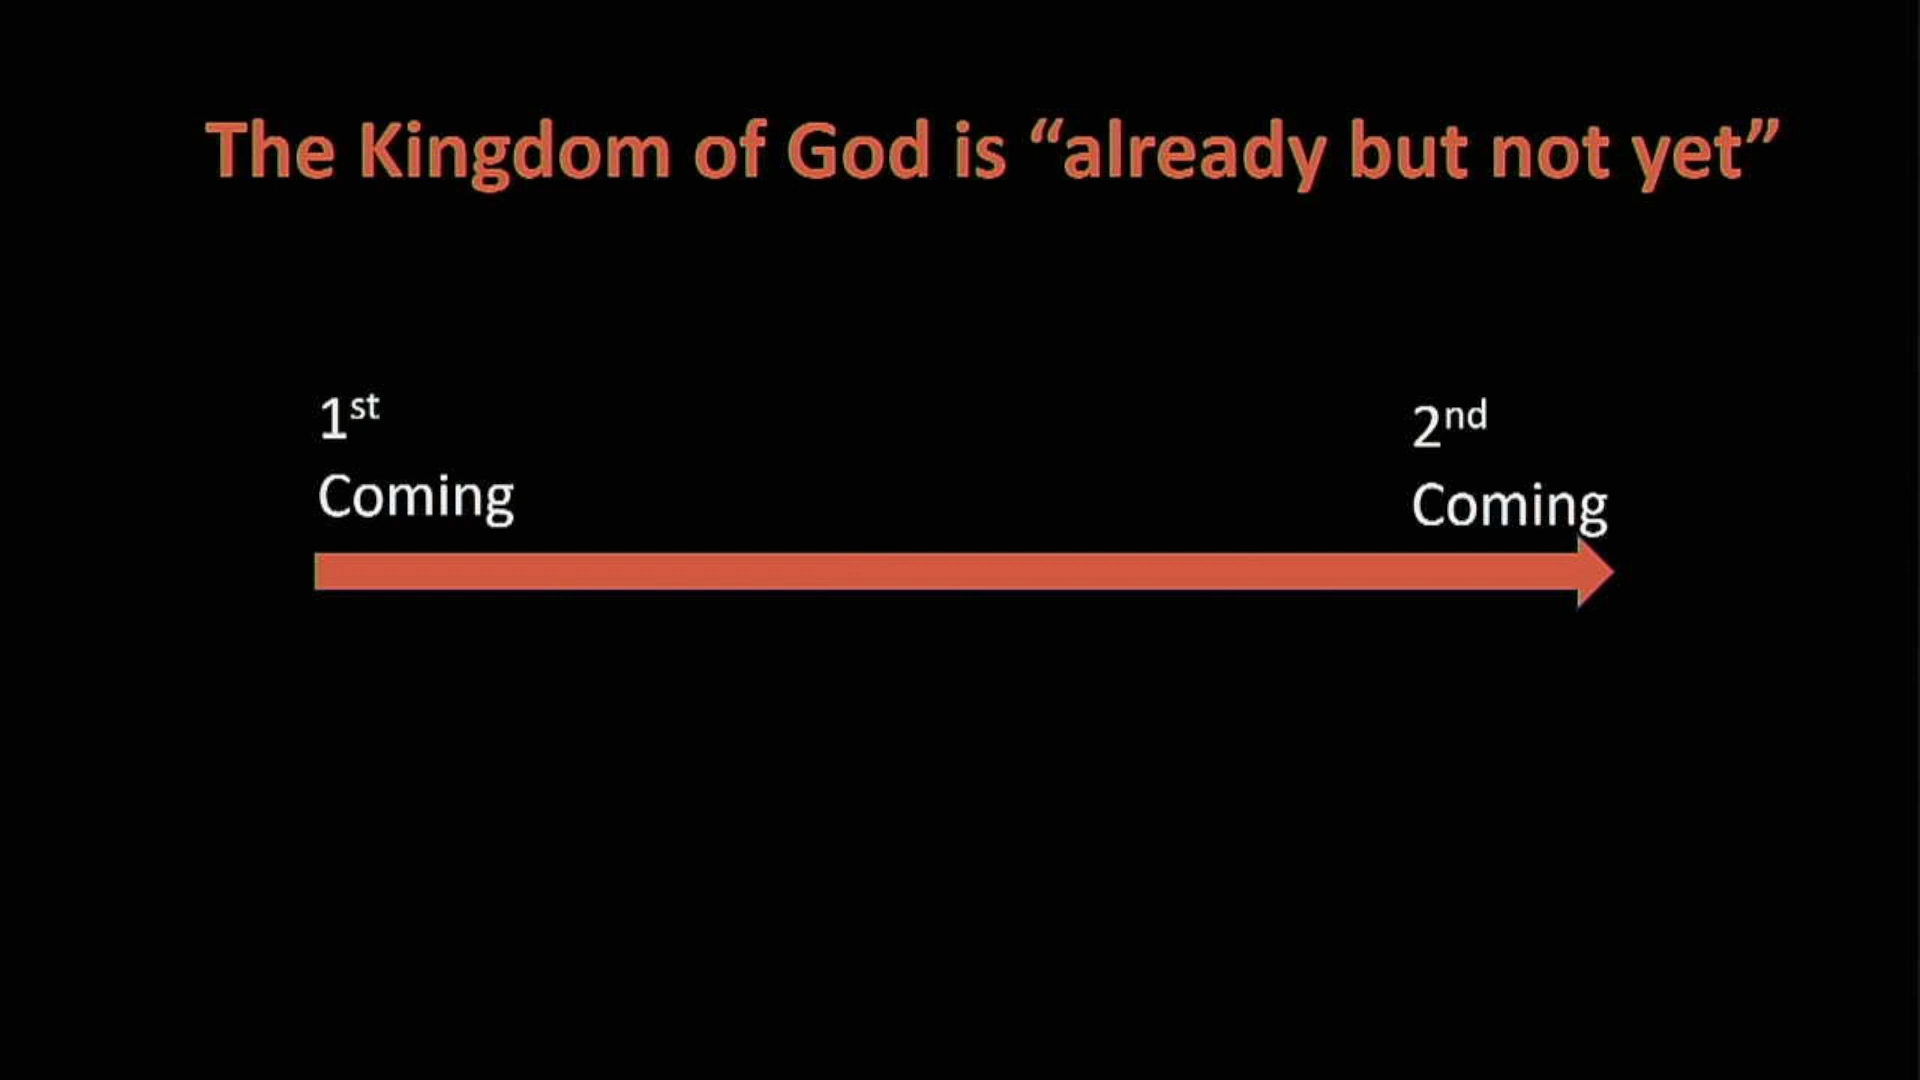 The Kingdom of God is “already but not yet”
1st
Coming
2nd
Coming